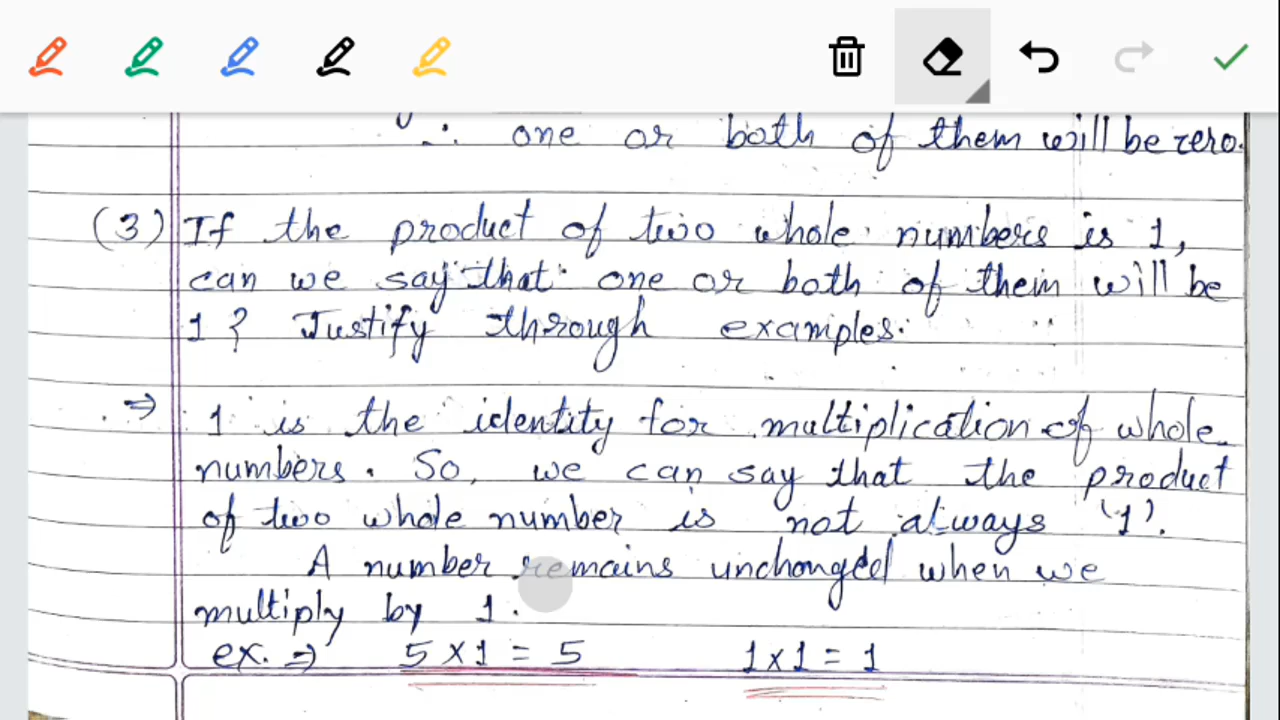 ∴ one or both of them will be zero.
(3) If the product of two whole numbers is 1,
can we say that one or both of them will be
1? Justify through examples.
⇒ 1 is the identity for multiplication of whole
numbers. So, we can say that the product
of two whole number is not always '1'.
A number remains unchanged when we
multiply by 1.
ex. ⇒ 5 x 1 = 5 1 x 1 = 1